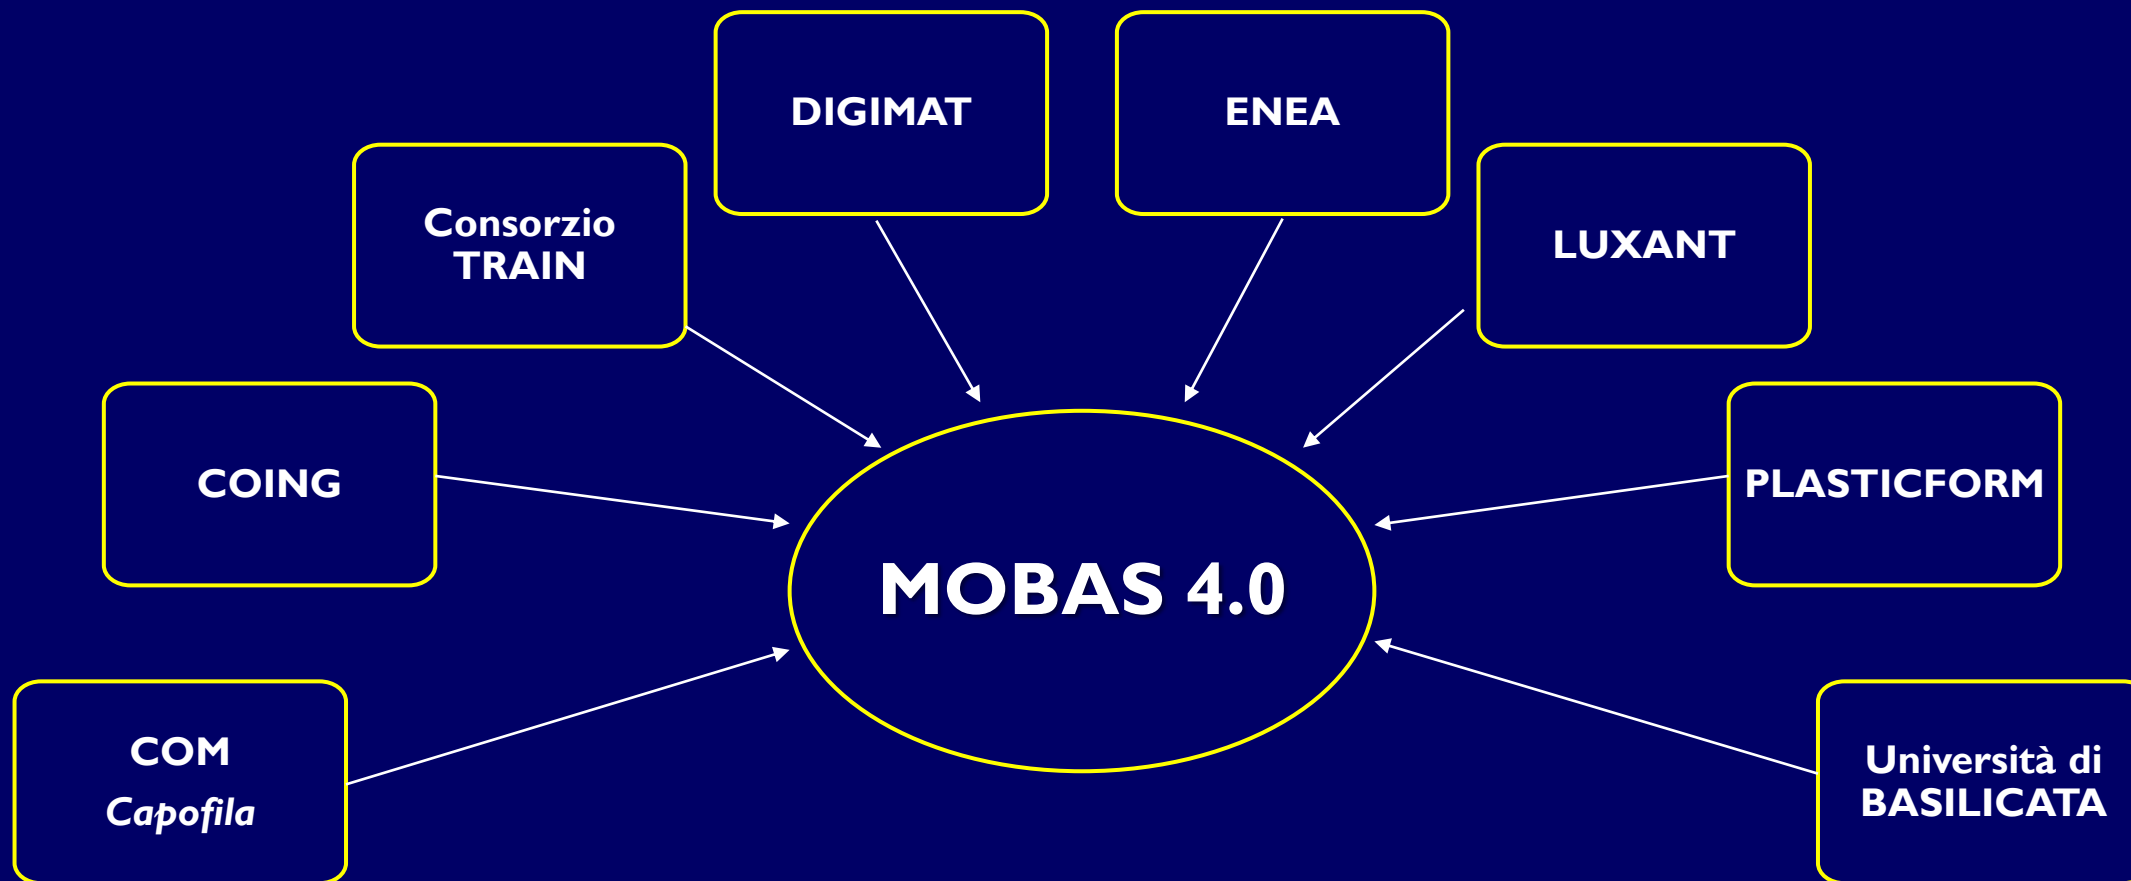 DIGIMAT
ENEA
Consorzio
TRAIN
LUXANT
COING
PLASTICFORM
MOBAS 4.0
COM
Capofila
Università di
BASILICATA